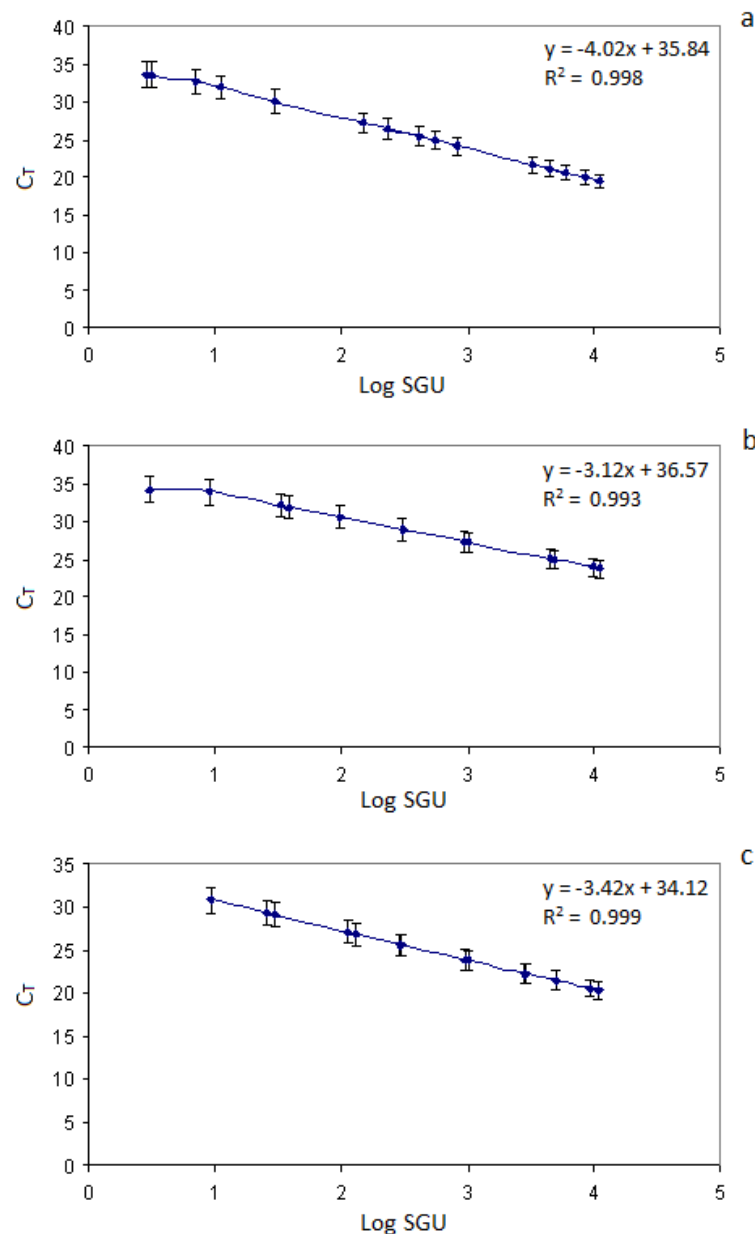 a
40
y = -4.02x + 35.84
35
R² = 0.998
30
25
20
C_T
15
10
5
0
0 1 2 3 4 5
Log SGU
b
40
y = -3.12x + 36.57
35
R² = 0.993
30
25
20
C_T
15
10
5
0
0 1 2 3 4 5
Log SGU
c
35
y = -3.42x + 34.12
30
R² = 0.999
25
20
C_T
15
10
5
0
0 1 2 3 4 5
Log SGU